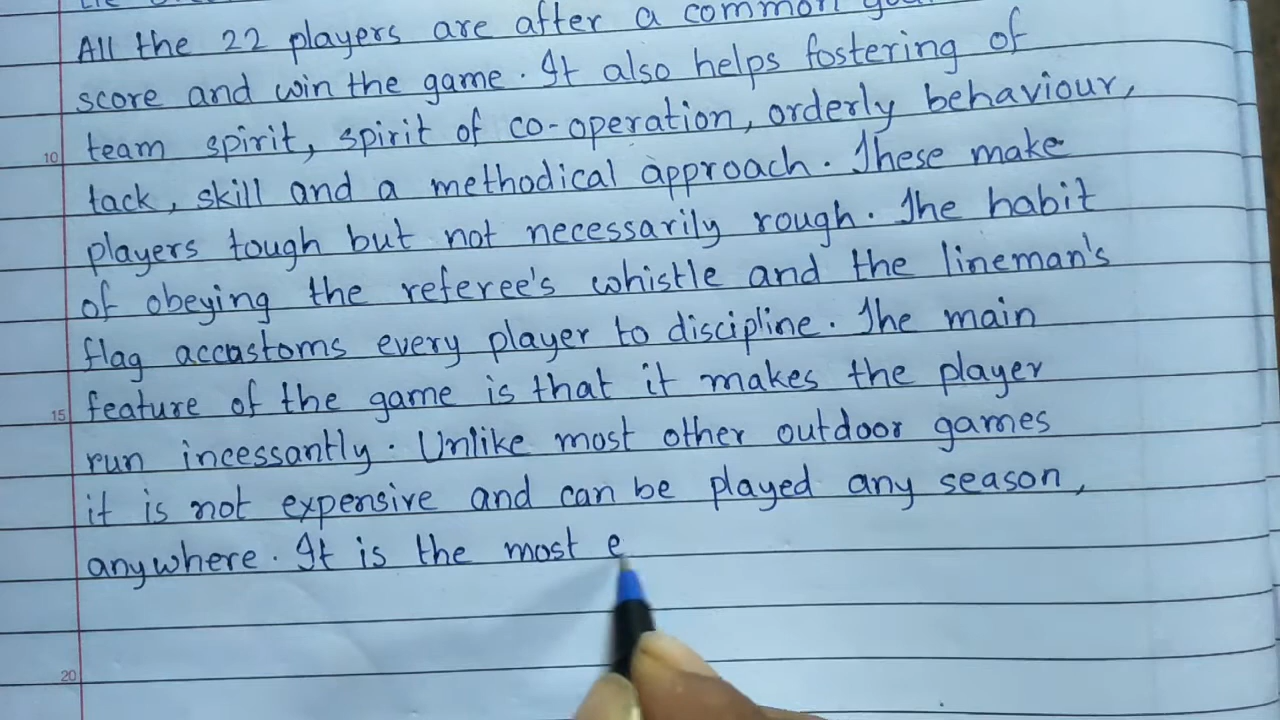 All the 22 players are after a common
score and win the game. It also helps fostering of
10 team spirit, spirit of co-operation, orderly behaviour,
tack, skill and a methodical approach. These make
players tough but not necessarily rough. The habit
of obeying the referee's whistle and the lineman's
flag accustoms every player to discipline. The main
15 feature of the game is that it makes the player
run incessantly. Unlike most other outdoor games
it is not expensive and can be played any season,
anywhere. It is the most e
20